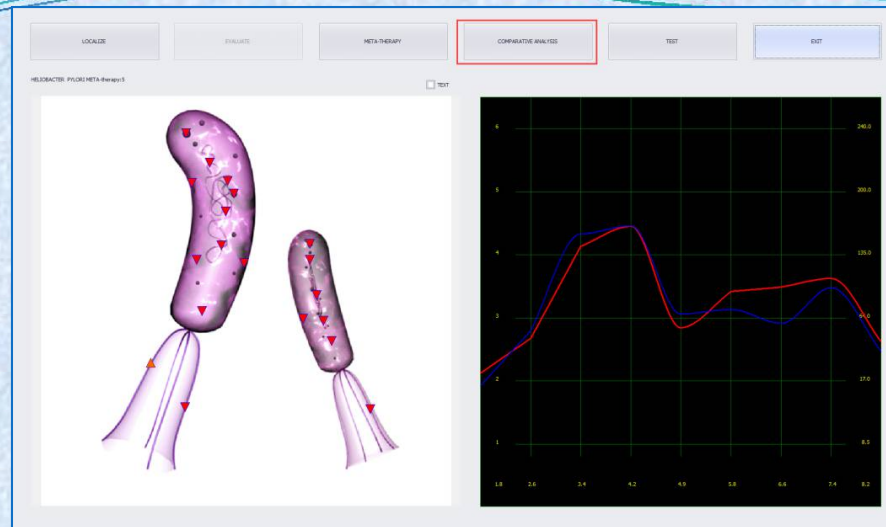 LOCALIZE
EVALUATE
META-THERAPY
COMPARATIVE ANALYSIS
TEST
EXIT
HELIOBACTER PYLORI META-therapy:5
TEXT
6
240.0
5
200.0
4
135.0
3
2
17.0
1
8.5
1.8 2.6 3.4 4.2 4.9 5.8 6.6 7.4 8.2